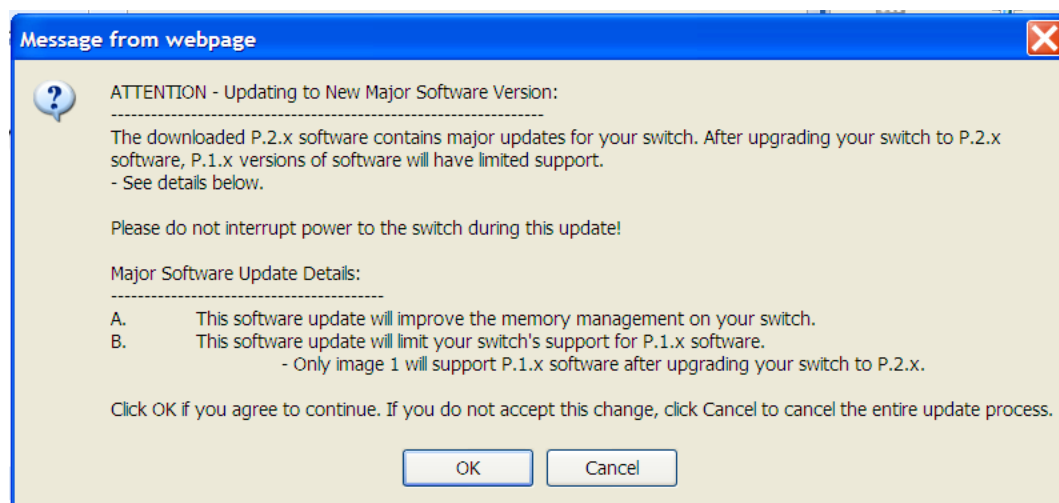 Message from webpage
ATTENTION - Updating to New Major Software Version:
-----------------------------------------------------------------
The downloaded P.2.x software contains major updates for your switch. After upgrading your switch to P.2.x
software, P.1.x versions of software will have limited support.
- See details below.
Please do not interrupt power to the switch during this update!
Major Software Update Details:
-----------------------------------------
A. This software update will improve the memory management on your switch.
B. This software update will limit your switch's support for P.1.x software.
- Only image 1 will support P.1.x software after upgrading your switch to P.2.x.
Click OK if you agree to continue. If you do not accept this change, click Cancel to cancel the entire update process.
OK Cancel